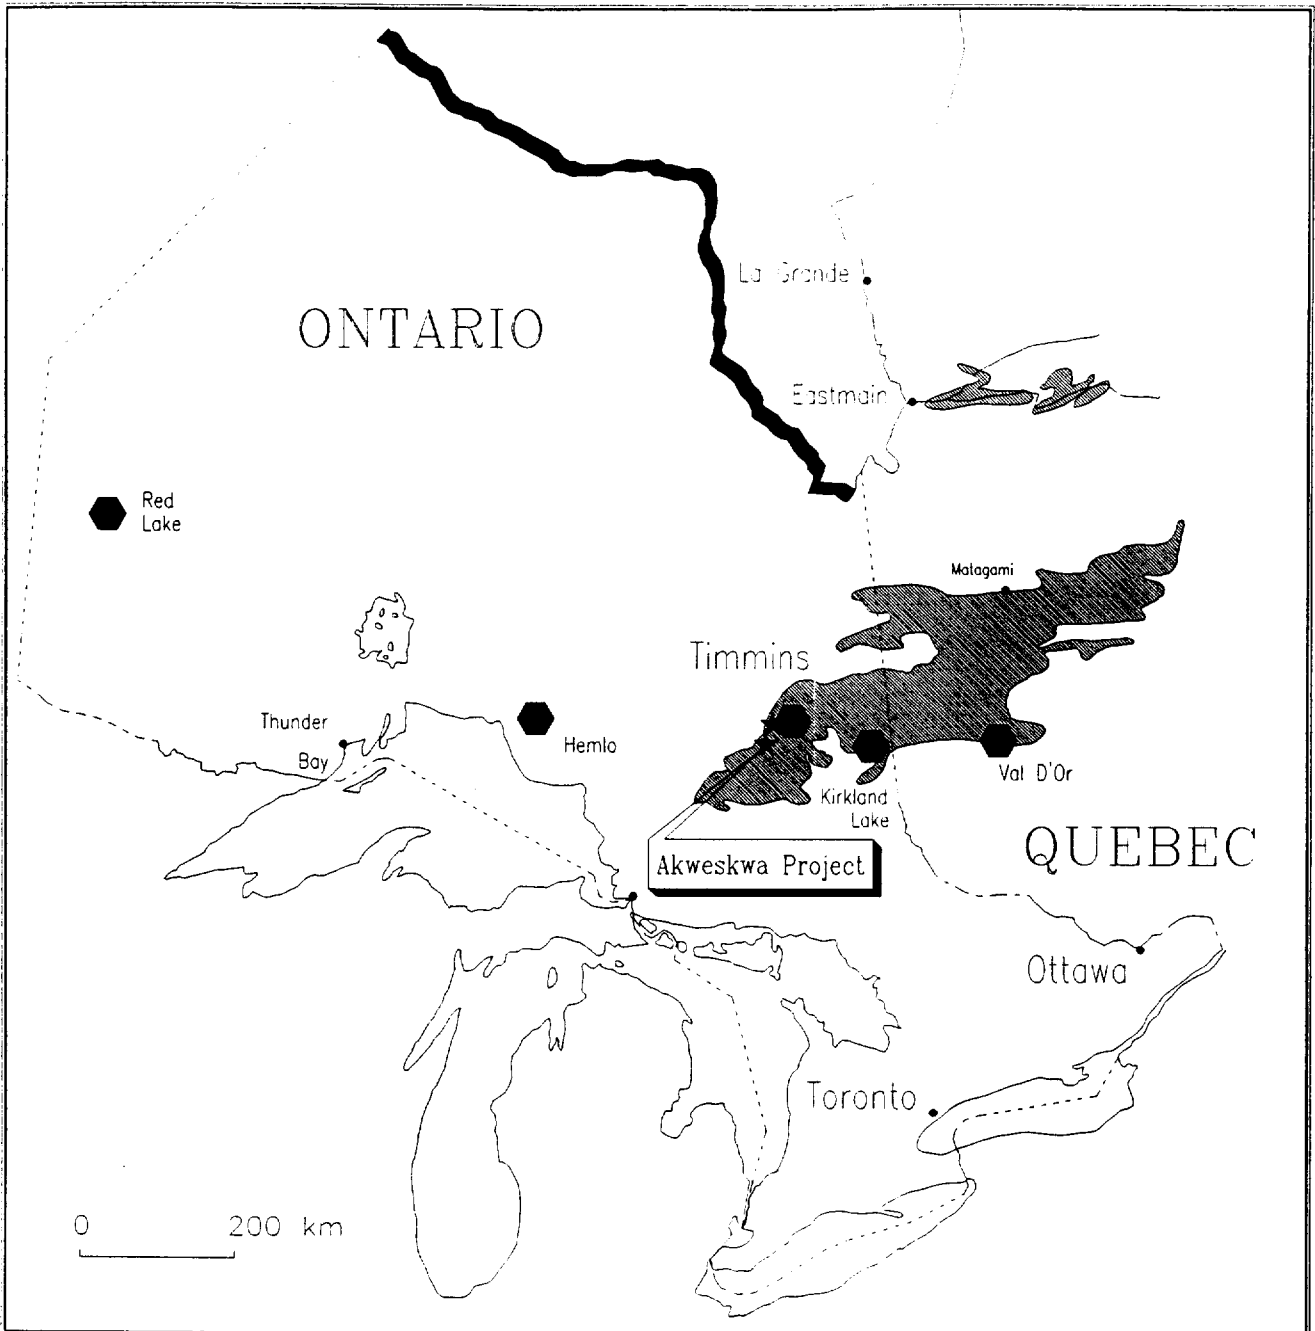 La Grande
ONTARIO
Eastmain
Red
Lake
Matagami
Timmins
Thunder
Bay
Hemlo
Val D'Or
Kirkland
Lake
QUEBEC
Akweskwa Project
Ottawa
Toronto
0 200 km